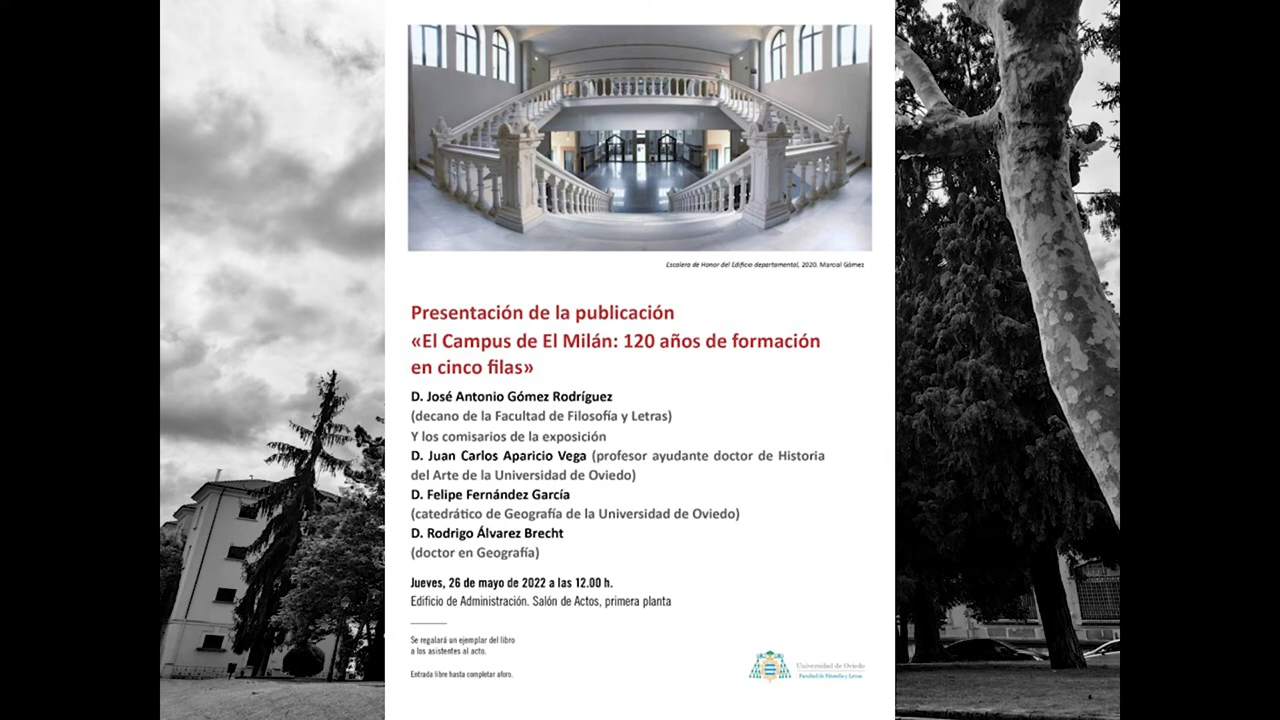 Escalera de Honor del Edificio departamental, 2020. Marcial Gómez
Presentación de la publicación
«El Campus de El Milán: 120 años de formación
en cinco filas»
D. José Antonio Gómez Rodríguez
(decano de la Facultad de Filosofía y Letras)
Y los comisarios de la exposición
D. Juan Carlos Aparicio Vega (profesor ayudante doctor de Historia
del Arte de la Universidad de Oviedo)
D. Felipe Fernández García
(catedrático de Geografía de la Universidad de Oviedo)
D. Rodrigo Álvarez Brecht
(doctor en Geografía)
Jueves, 26 de mayo de 2022 a las 12.00 h.
Edificio de Administración. Salón de Actos, primera planta
Se regalará un ejemplar del libro
a los asistentes al acto.
Entrada libre hasta completar aforo.
Universidad de Oviedo
Facultad de Filosofía y Letras